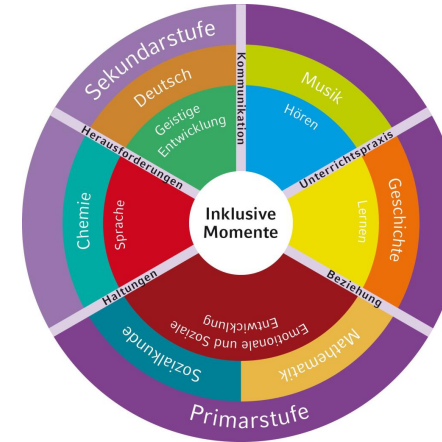 Sekundarstufe
Deutsch
Geistige
Entwicklung
Kommunikation
Musik
Hören
Herausforderungen
Unterrichtspraxis
Chemie
Sprache
Inklusive
Momente
Lernen
Geschichte
Haltungen
Beziehung
Emotionale und Soziale
Entwicklung
Sozialkunde
Mathematik
Primarstufe